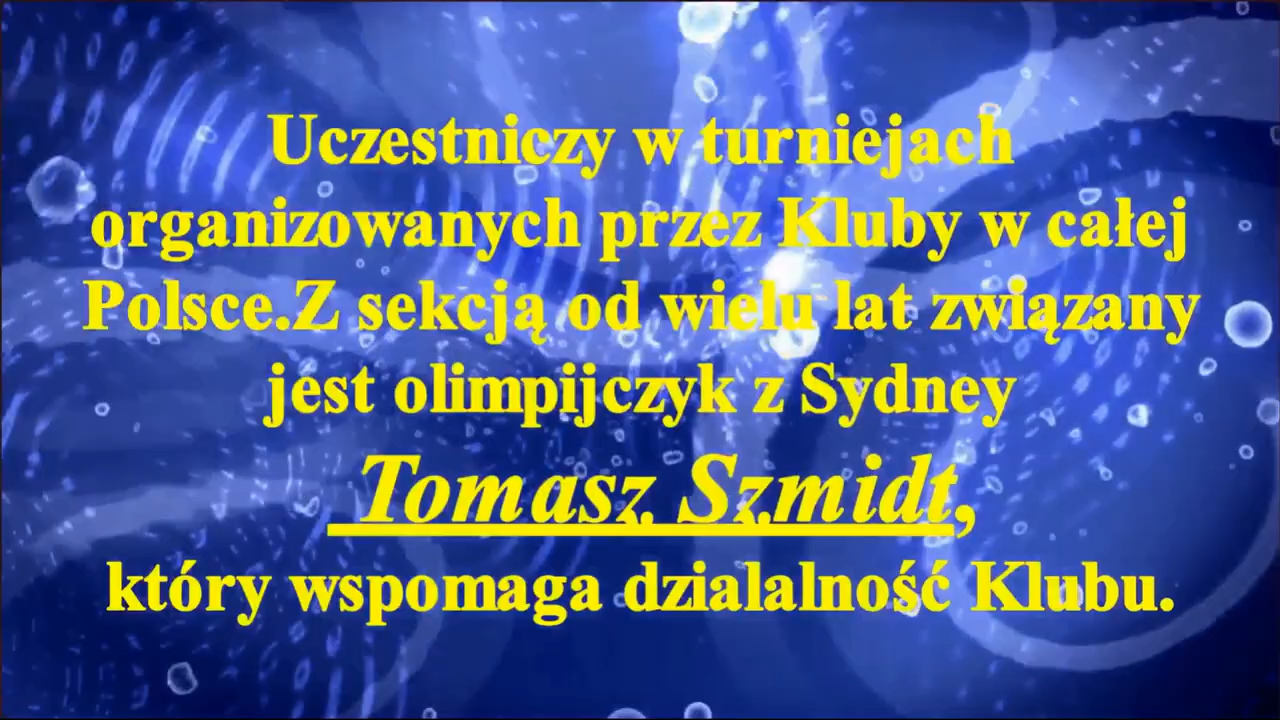 Uczestniczy w turniejach
organizowanych przez Kluby w całej
Polsce.Z sekcją od wielu lat związany
jest olimpijczyk z Sydney
Tomasz Szmidt,
który wspomaga dzialalność Klubu.